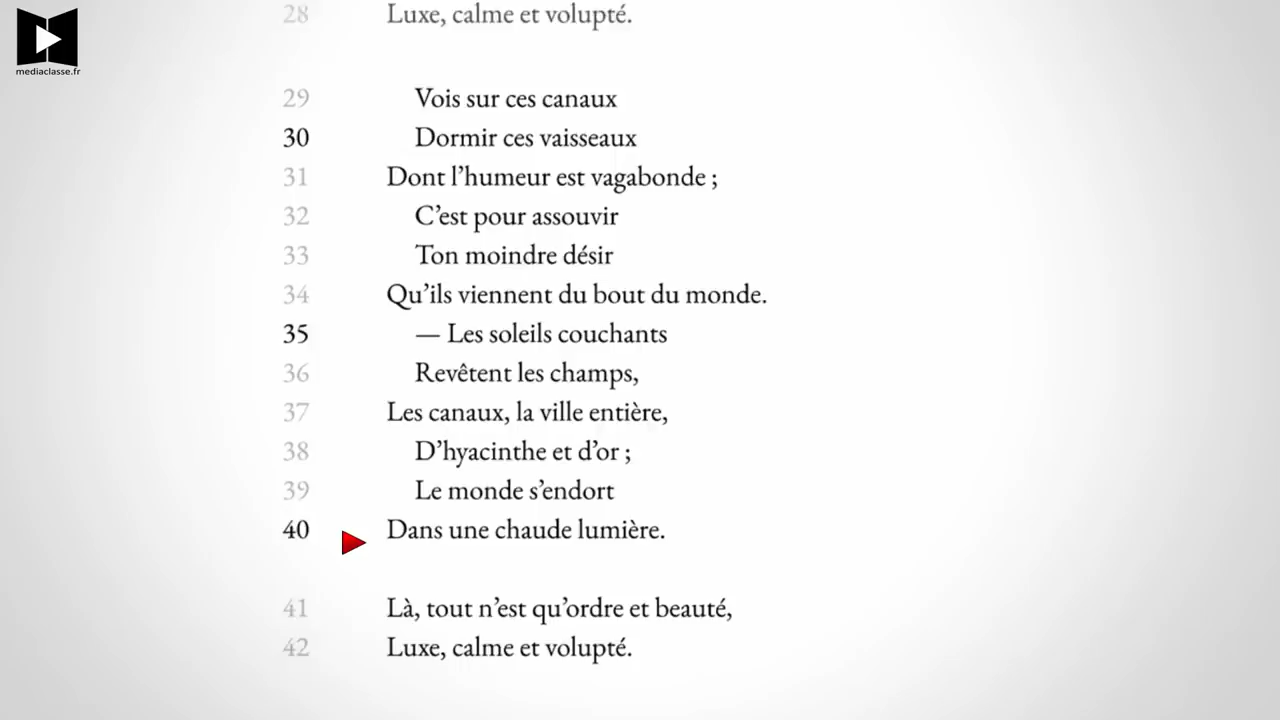 mediaclasse.fr
28 Luxe, calme et volupté.
29 Vois sur ces canaux
30 Dormir ces vaisseaux
31 Dont l’humeur est vagabonde ;
32 C’est pour assouvir
33 Ton moindre désir
34 Qu’ils viennent du bout du monde.
35 — Les soleils couchants
36 Revêtent les champs,
37 Les canaux, la ville entière,
38 D’hyacinthe et d’or ;
39 Le monde s’endort
40 Dans une chaude lumière.
41 Là, tout n’est qu’ordre et beauté,
42 Luxe, calme et volupté.